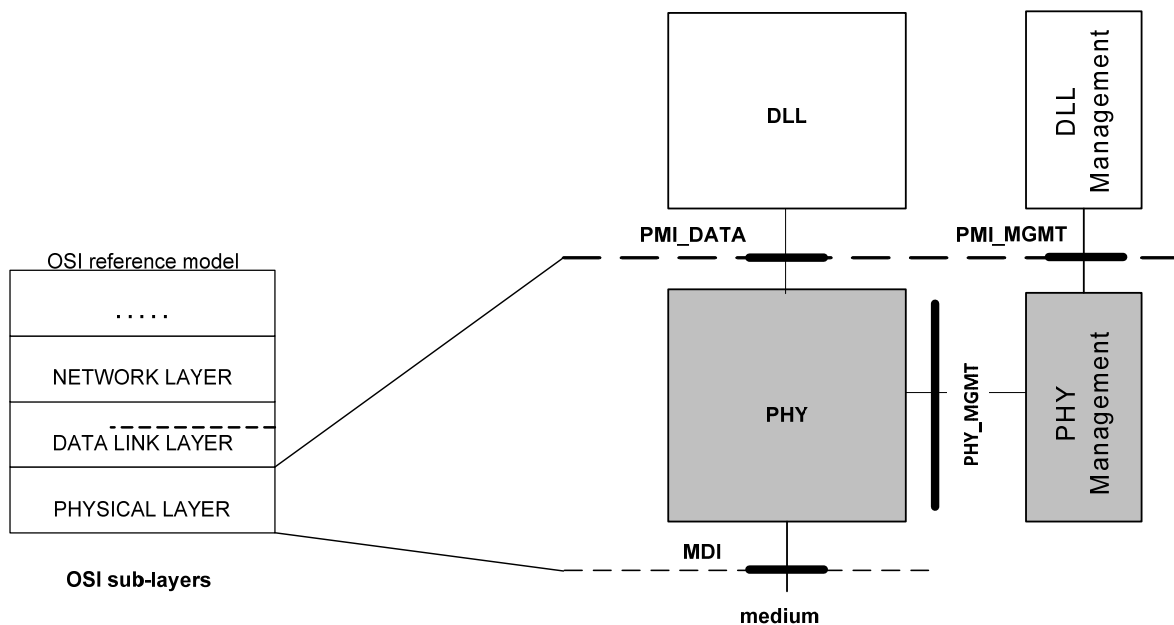 OSI reference model
. . . . .
NETWORK LAYER
DATA LINK LAYER
PHYSICAL LAYER
OSI sub-layers
DLL
DLL
Management
PMI_DATA
PMI_MGMT
PHY
PHY_MGMT
PHY
Management
MDI
medium